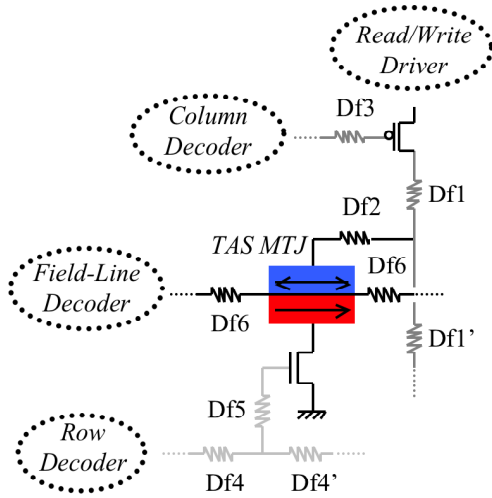 Read/Write
Driver
Column
Decoder
Df3
Df1
Df2
TAS MTJ
Field-Line
Decoder
Df6
Df6
Df1’
Df5
Row
Decoder
Df4
Df4’